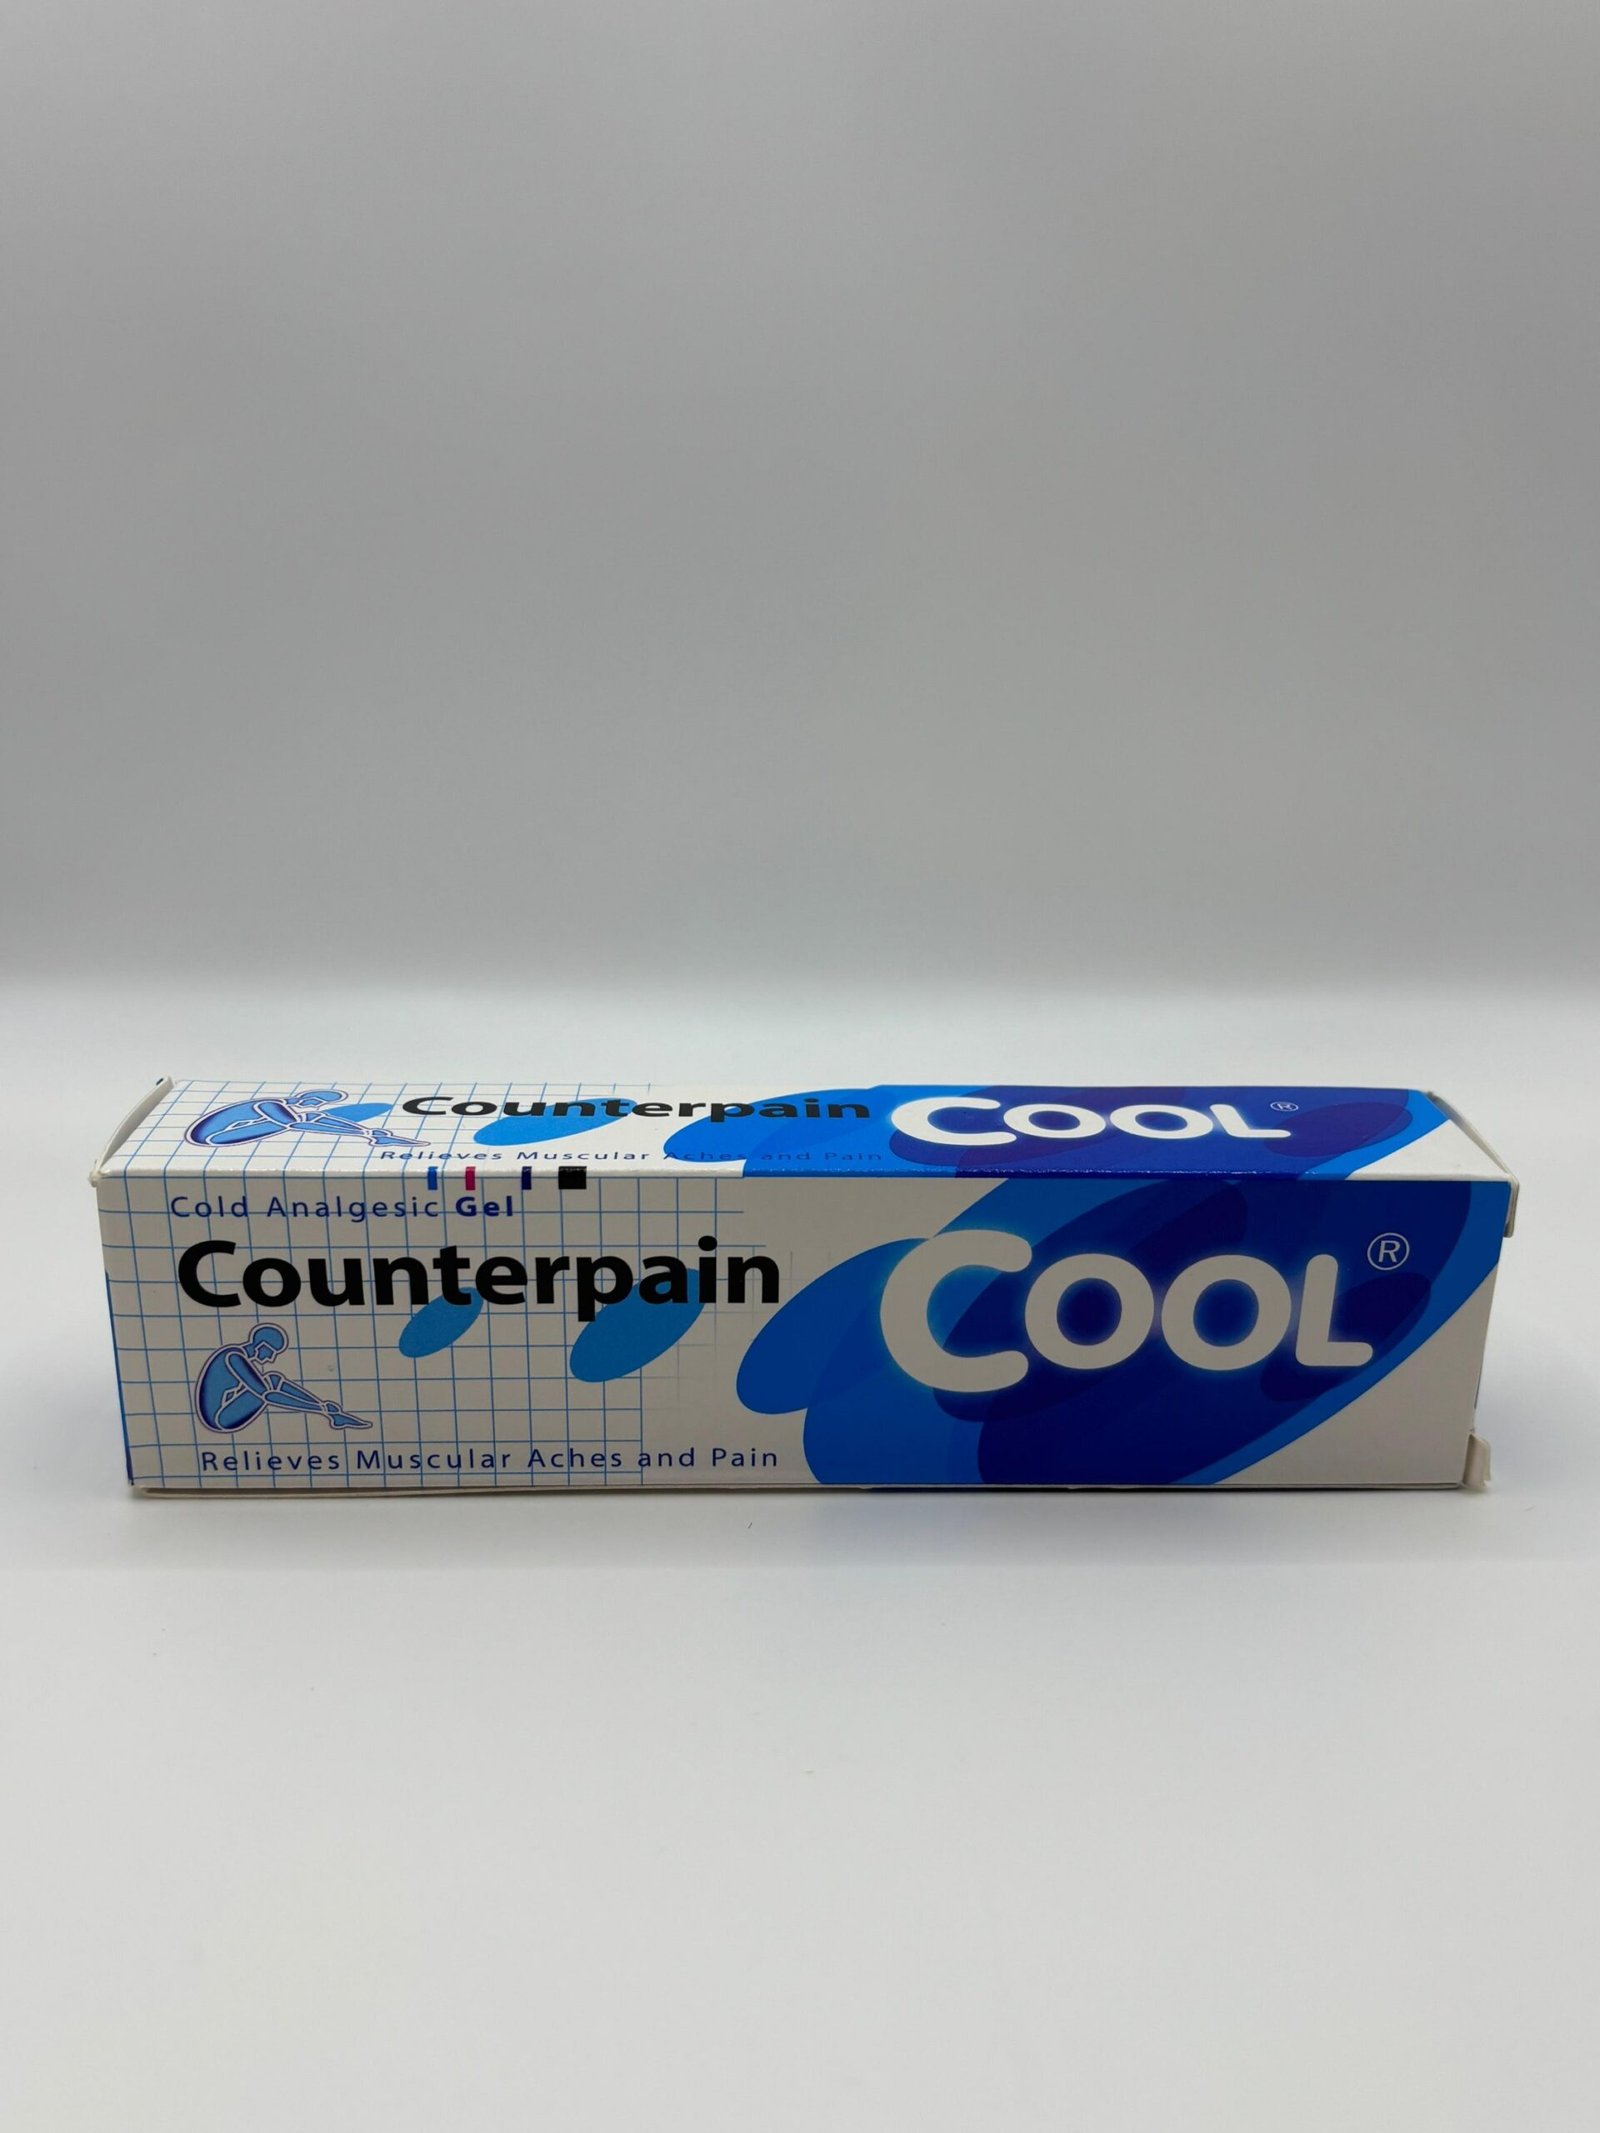 Counterpain COOL®
Relieves Muscular Aches and Pain
Cold Analgesic Gel
Counterpain COOL®
Relieves Muscular Aches and Pain